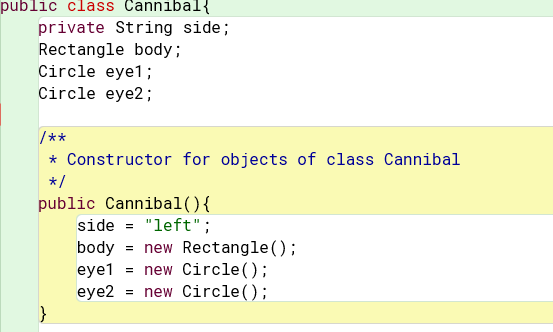 public class Cannibal{
private String side;
Rectangle body;
Circle eye1;
Circle eye2;
/**
* Constructor for objects of class Cannibal
*/
public Cannibal(){
side = "left";
body = new Rectangle();
eye1 = new Circle();
eye2 = new Circle();
}